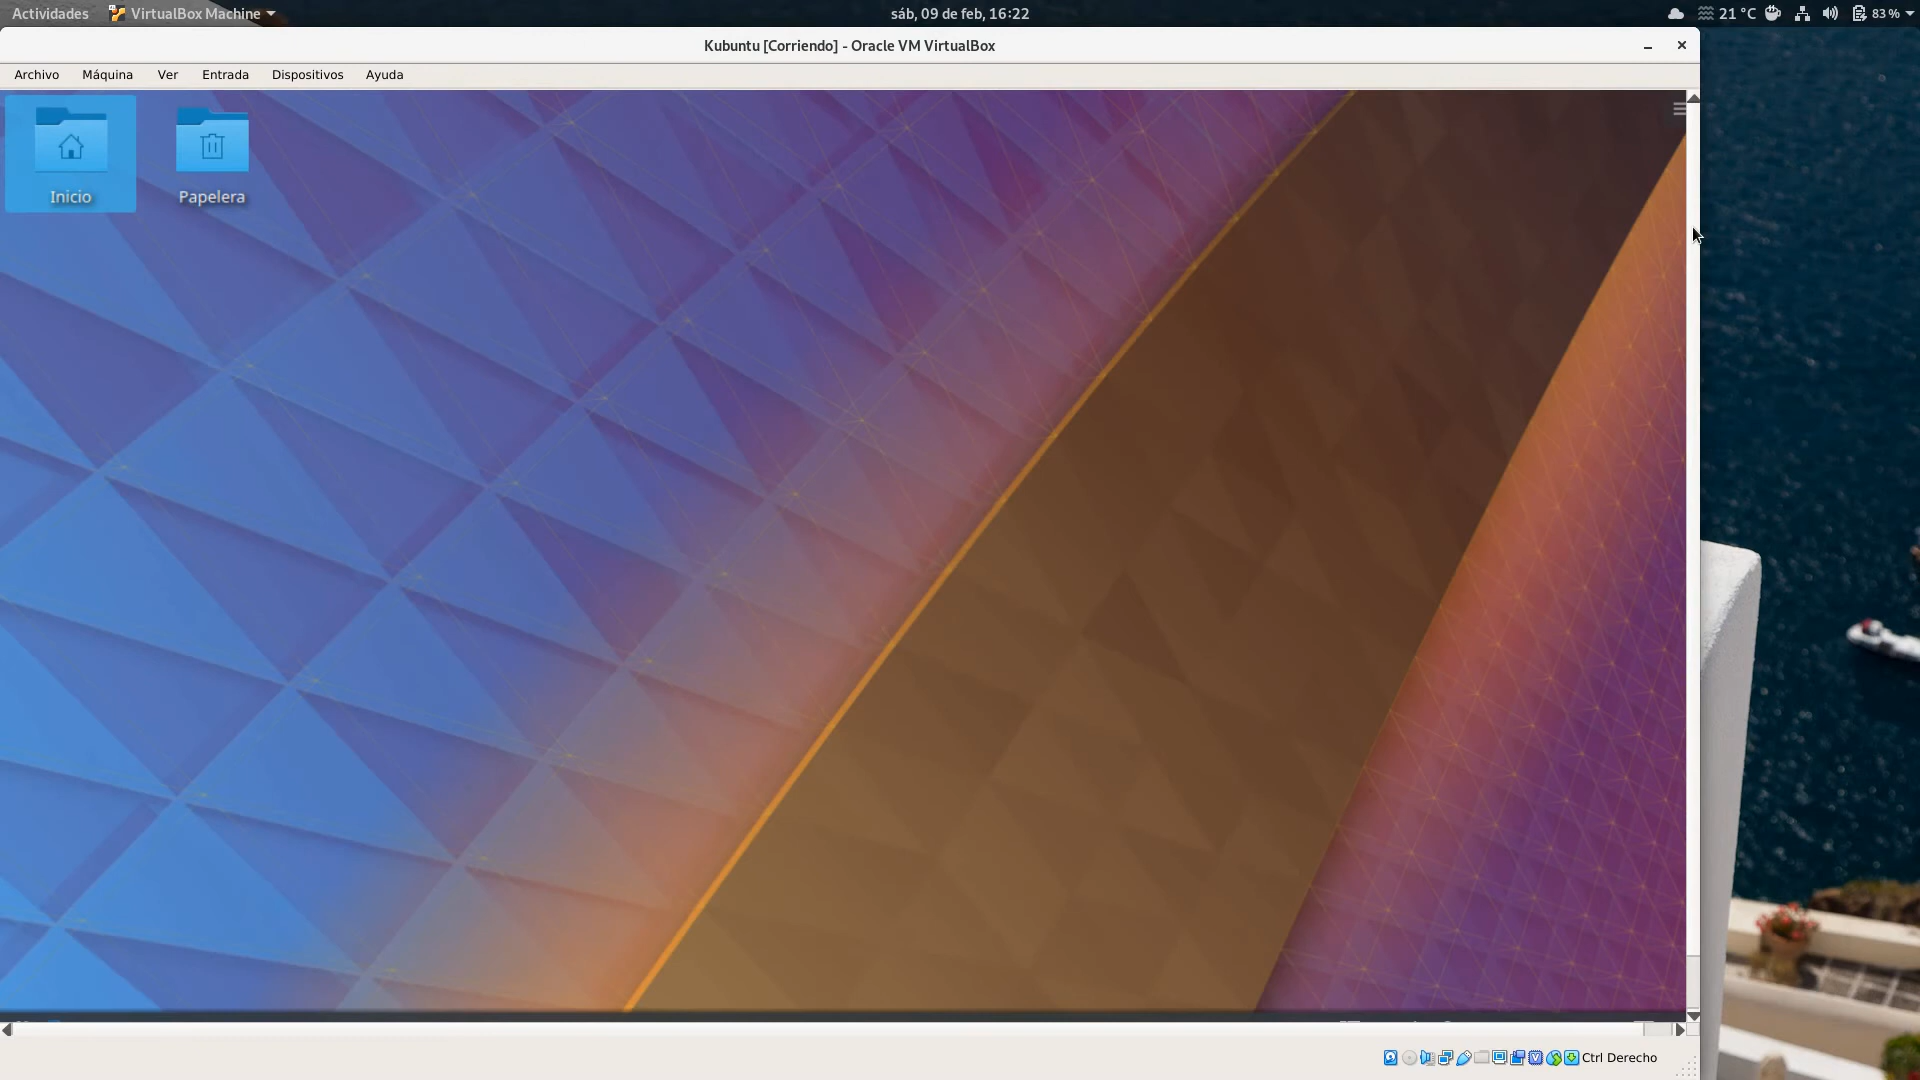 Actividades VirtualBox Machine sáb, 09 de feb, 16:22 21 °C 83 %
Kubuntu [Corriendo] - Oracle VM VirtualBox
Archivo Máquina Ver Entrada Dispositivos Ayuda
Inicio Papelera
Ctrl Derecho